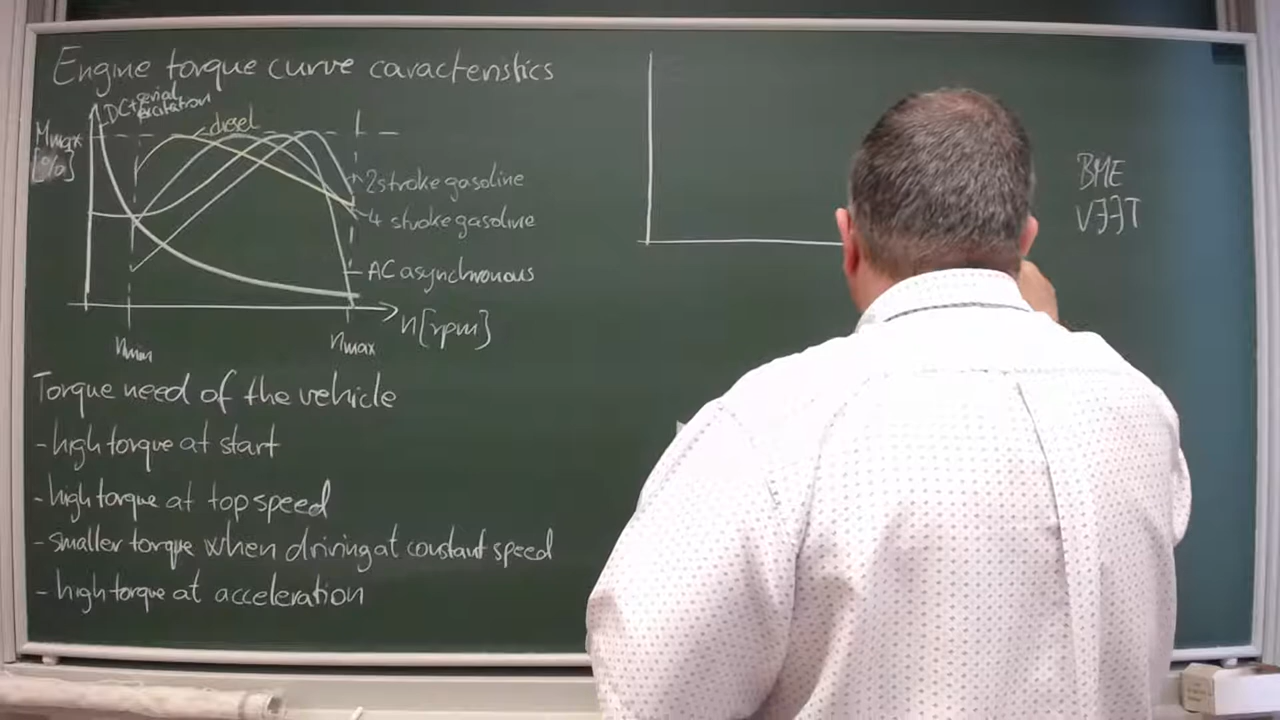 Engine torque curve caracteristics
DC serial
excitation
Mmax
[%]
diesel
2 stroke gasoline
4 stroke gasoline
AC asynchronous
n[rpm]
nmin
nmax
Torque need of the vehicle
- high torque at start
- high torque at top speed
- smaller torque when driving at constant speed
- high torque at acceleration
BME
VJJT